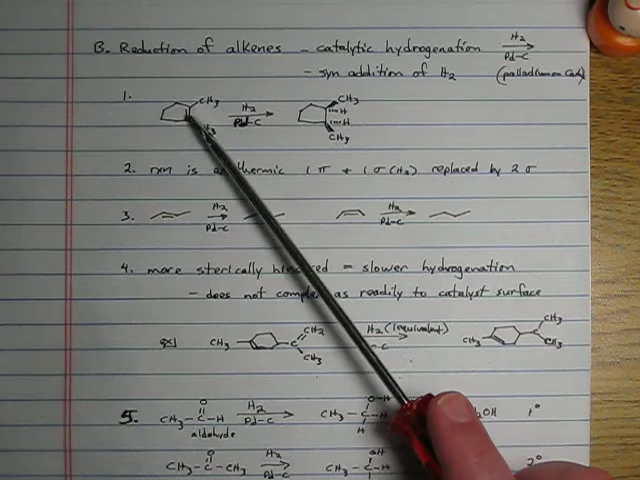 B. Reduction of alkenes - catalytic hydrogenation H2 Pd-C
- syn addition of H2 (palladium on Carbon)
1. CH3 H2 Pd-C CH3 H H CH3
2. rxn is thermic 1 π + 1 σ (H2) replaced by 2 σ
3. H2 Pd-C H2 Pd-C
4. more sterically = slower hydrogenation
- does not as readily to catalyst surface
ex) CH3 C CH2 CH3 H2 (1 equivalent) CH3 C CH3 CH3
5. CH3-C-H O H2 Pd-C CH3-C-H O-H H OH 1°
aldehyde
CH3-C-CH3 O H2 Pd-C CH3-C-H OH 2°